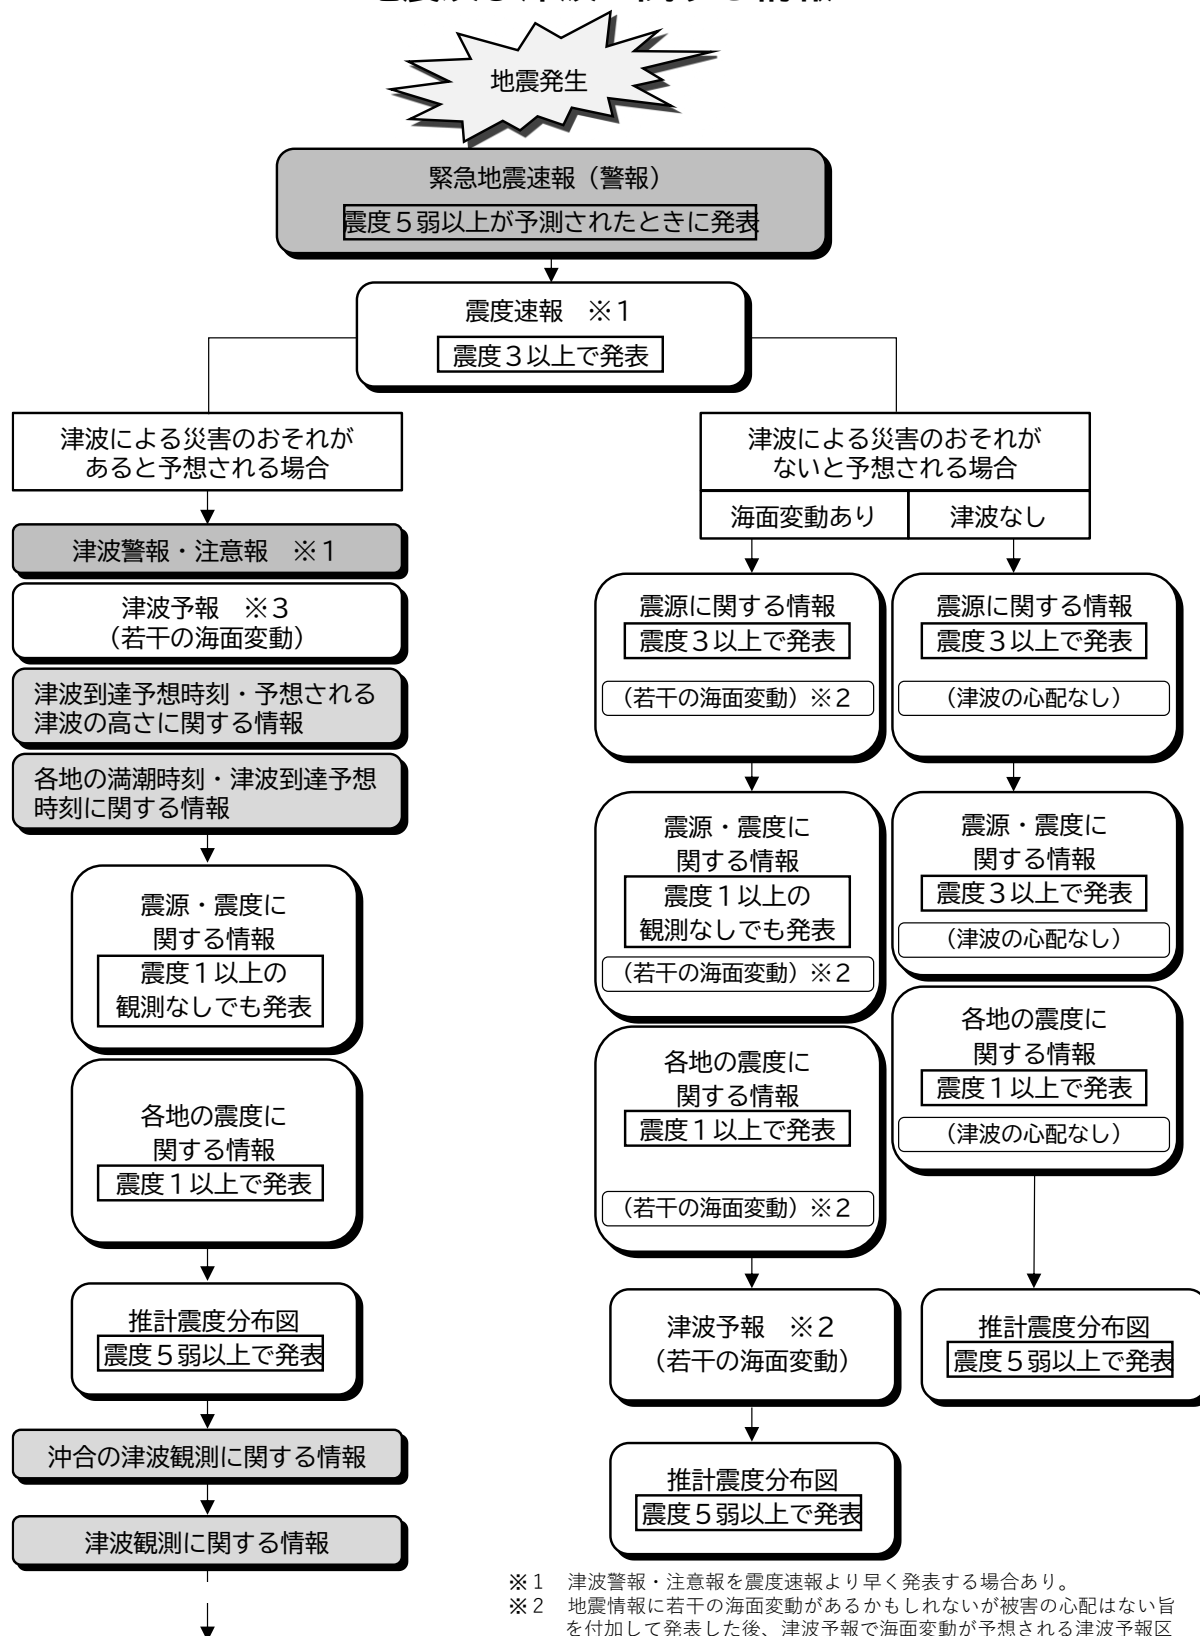 地震発生
緊急地震速報（警報）
震度５弱以上が予測されたときに発表
震度速報　※１
震度３以上で発表
津波による災害のおそれが
あると予想される場合
津波警報・注意報　※１
津波予報　※３
（若干の海面変動）
津波到達予想時刻・予想される
津波の高さに関する情報
各地の満潮時刻・津波到達予想
時刻に関する情報
震源・震度に
関する情報
震度１以上の
観測なしでも発表
各地の震度に
関する情報
震度１以上で発表
推計震度分布図
震度５弱以上で発表
沖合の津波観測に関する情報
津波観測に関する情報
津波による災害のおそれが
ないと予想される場合
海面変動あり
津波なし
震源に関する情報
震度３以上で発表
（若干の海面変動）※２
震源・震度に
関する情報
震度１以上の
観測なしでも発表
（若干の海面変動）※２
各地の震度に
関する情報
震度１以上で発表
（若干の海面変動）※２
津波予報　※２
（若干の海面変動）
推計震度分布図
震度５弱以上で発表
震源に関する情報
震度３以上で発表
（津波の心配なし）
震源・震度に
関する情報
震度３以上で発表
（津波の心配なし）
各地の震度に
関する情報
震度１以上で発表
（津波の心配なし）
推計震度分布図
震度５弱以上で発表
※１　津波警報・注意報を震度速報より早く発表する場合あり。
※２　地震情報に若干の海面変動があるかもしれないが被害の心配はない旨
を付加して発表した後、津波予報で海面変動が予想される津波予報区